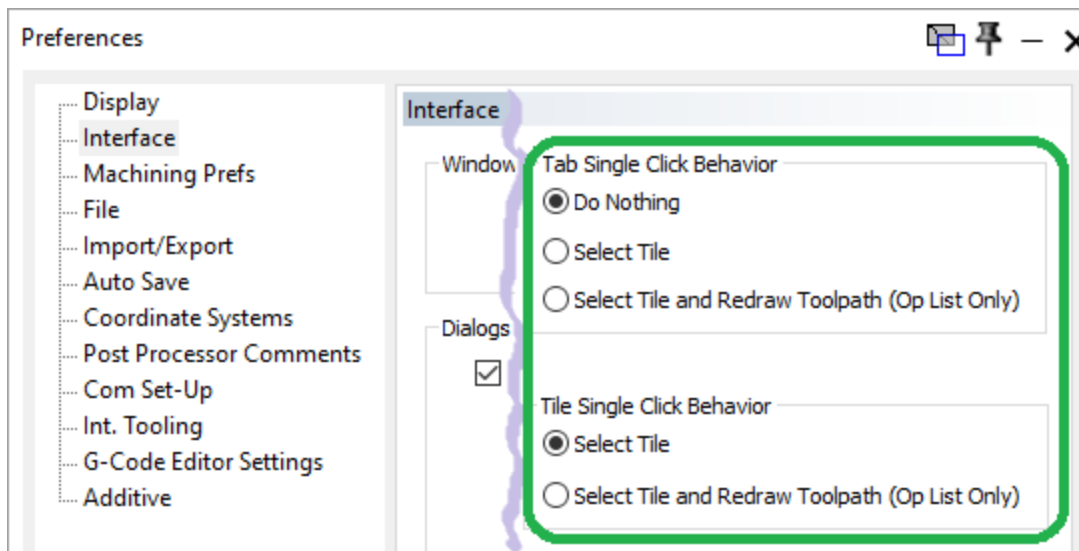 Preferences
Display
Interface
Machining Prefs
File
Import/Export
Auto Save
Coordinate Systems
Post Processor Comments
Com Set-Up
Int. Tooling
G-Code Editor Settings
Additive
Interface
Window
Dialogs
Tab Single Click Behavior
Do Nothing
Select Tile
Select Tile and Redraw Toolpath (Op List Only)
Tile Single Click Behavior
Select Tile
Select Tile and Redraw Toolpath (Op List Only)